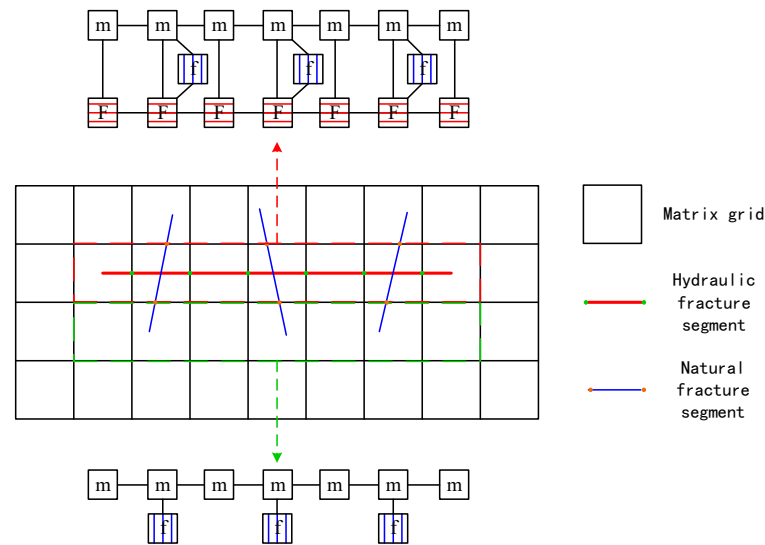 m m m m m m m
f f f
F F F F F F F
Matrix grid
Hydraulic
fracture
segment
Natural
fracture
segment
m m m m m m m
f f f